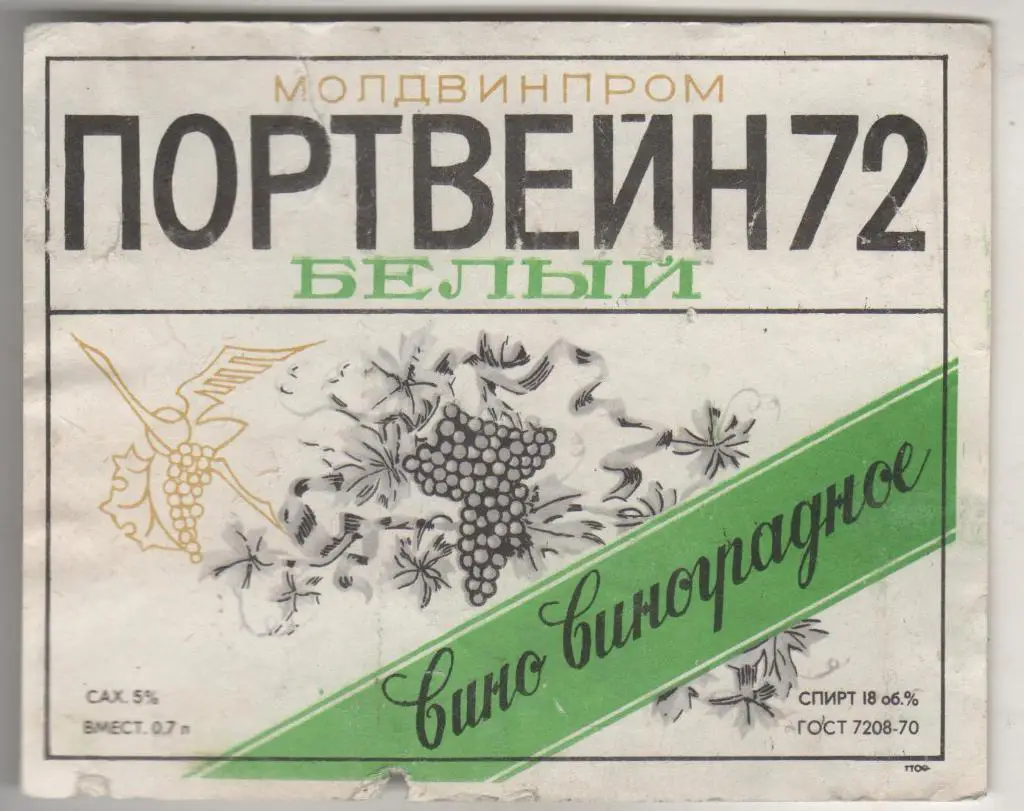 МОЛДВИНПРОМ
ПОРТВЕЙН 72
БЕЛЫЙ
вино виноградное
САХ. 5%
ВМЕСТ. 0,7 л
СПИРТ 18 об.%
ГОСТ 7208-70